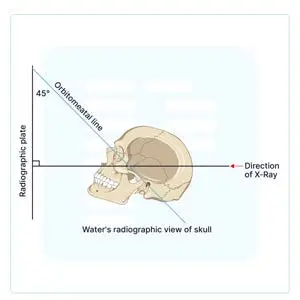 45°
Orbitomeatal line
Radiographic plate
Direction
of X-Ray
Water's radiographic view of skull